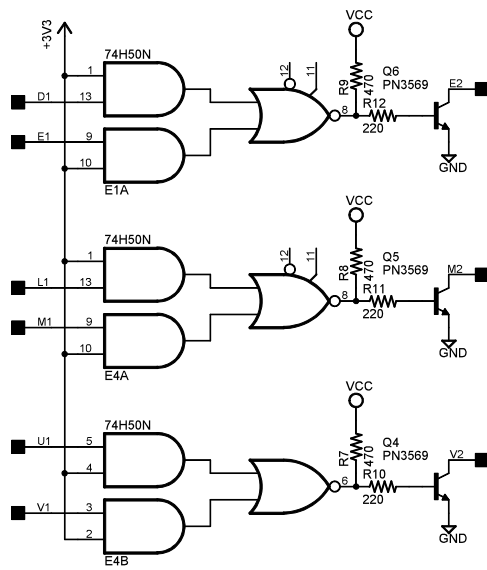 +3V3
74H50N
1
D1 13
E1 9
10
E1A
12 11
8
VCC
R9 470
R12
220
Q6
PN3569
E2
GND
74H50N
1
L1 13
M1 9
10
E4A
12 11
8
VCC
R8 470
R11
220
Q5
PN3569
M2
GND
74H50N
U1 5
4
V1 3
2
E4B
6
VCC
R7 470
R10
220
Q4
PN3569
V2
GND